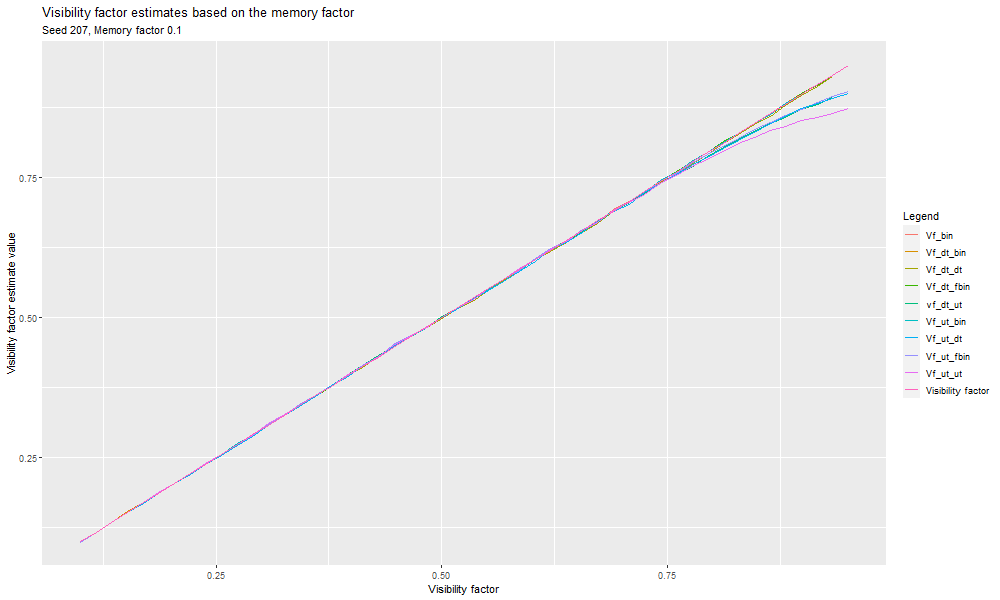 Visibility factor estimates based on the memory factor
Seed 207, Memory factor 0.1
Visibility factor estimate value
0.75
0.50
0.25
0.25
0.50
0.75
Visibility factor
Legend
Vf_bin
Vf_dt_bin
Vf_dt_dt
Vf_dt_fbin
vf_dt_ut
Vf_ut_bin
Vf_ut_dt
Vf_ut_fbin
Vf_ut_ut
Visibility factor